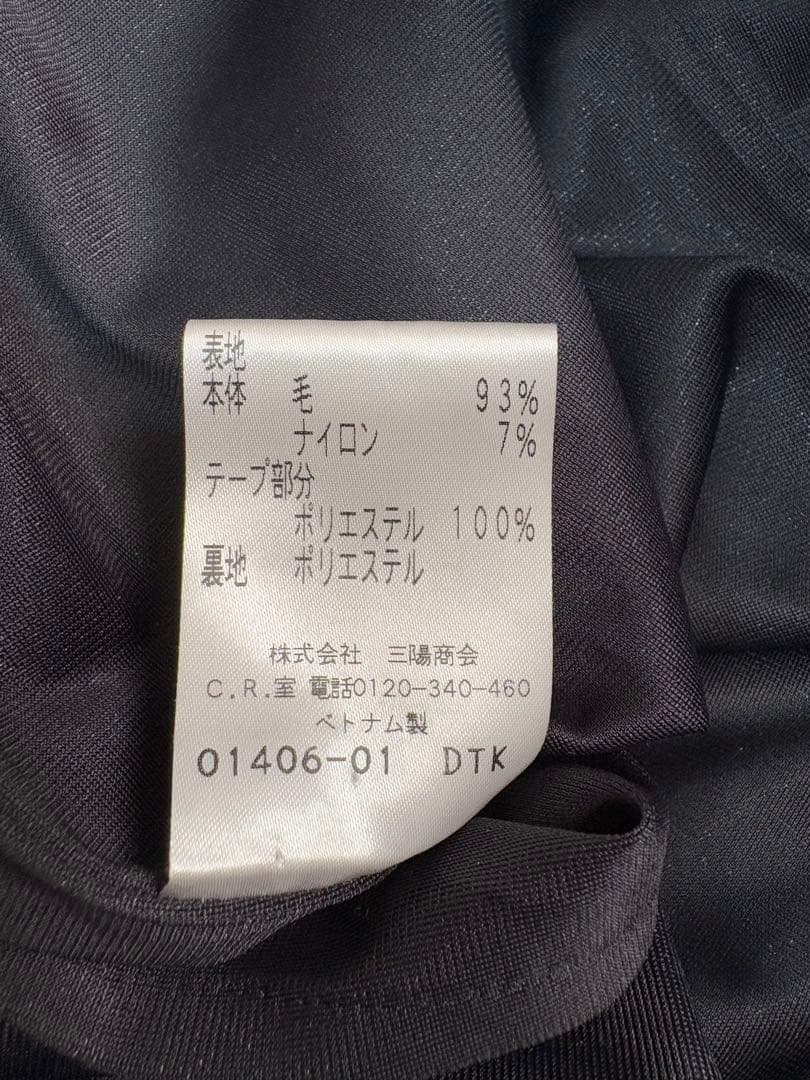 表地
本体 毛 93%
ナイロン 7%
テープ部分
ポリエステル 100%
裏地 ポリエステル
株式会社 三陽商会
C.R.室 電話0120-340-460
ベトナム製
01406-01 DTK